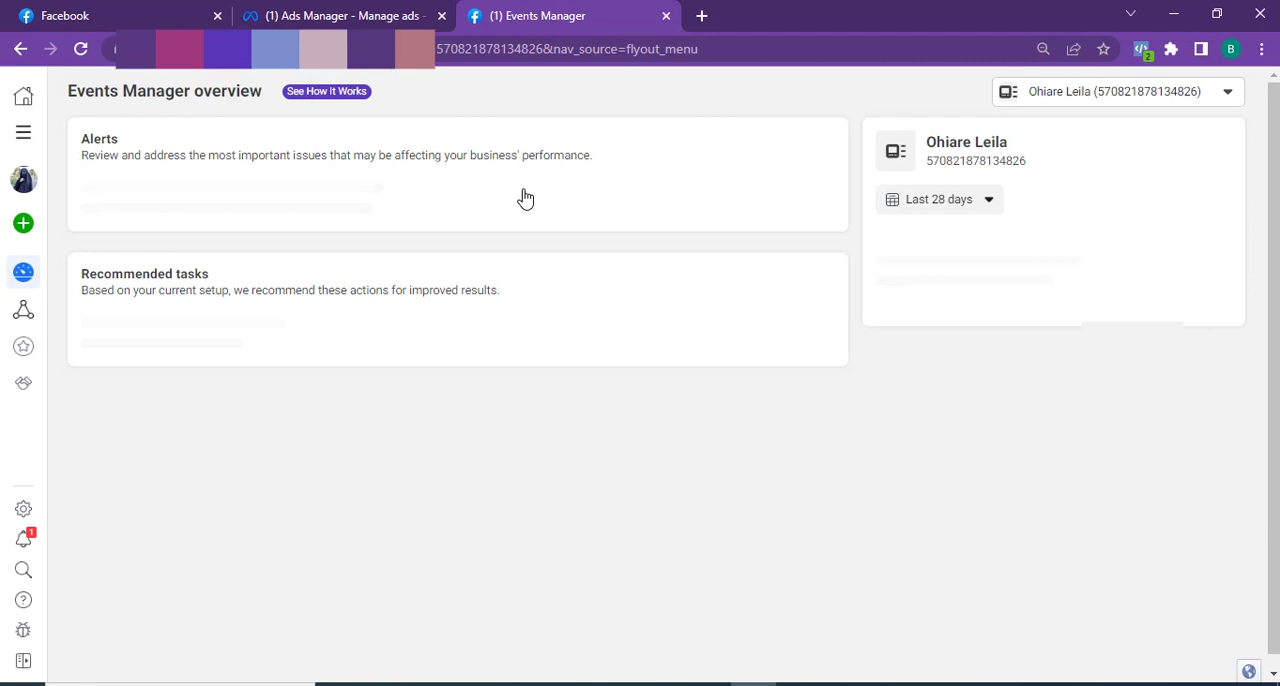 Facebook
(1) Ads Manager - Manage ads -
(1) Events Manager
570821878134826&nav_source=flyout_menu
2
B
Events Manager overview
See How it Works
Ohiare Leila (570821878134826)
Alerts
Review and address the most important issues that may be affecting your business' performance.
Ohiare Leila
570821878134826
Last 28 days
Recommended tasks
Based on your current setup, we recommend these actions for improved results.
1